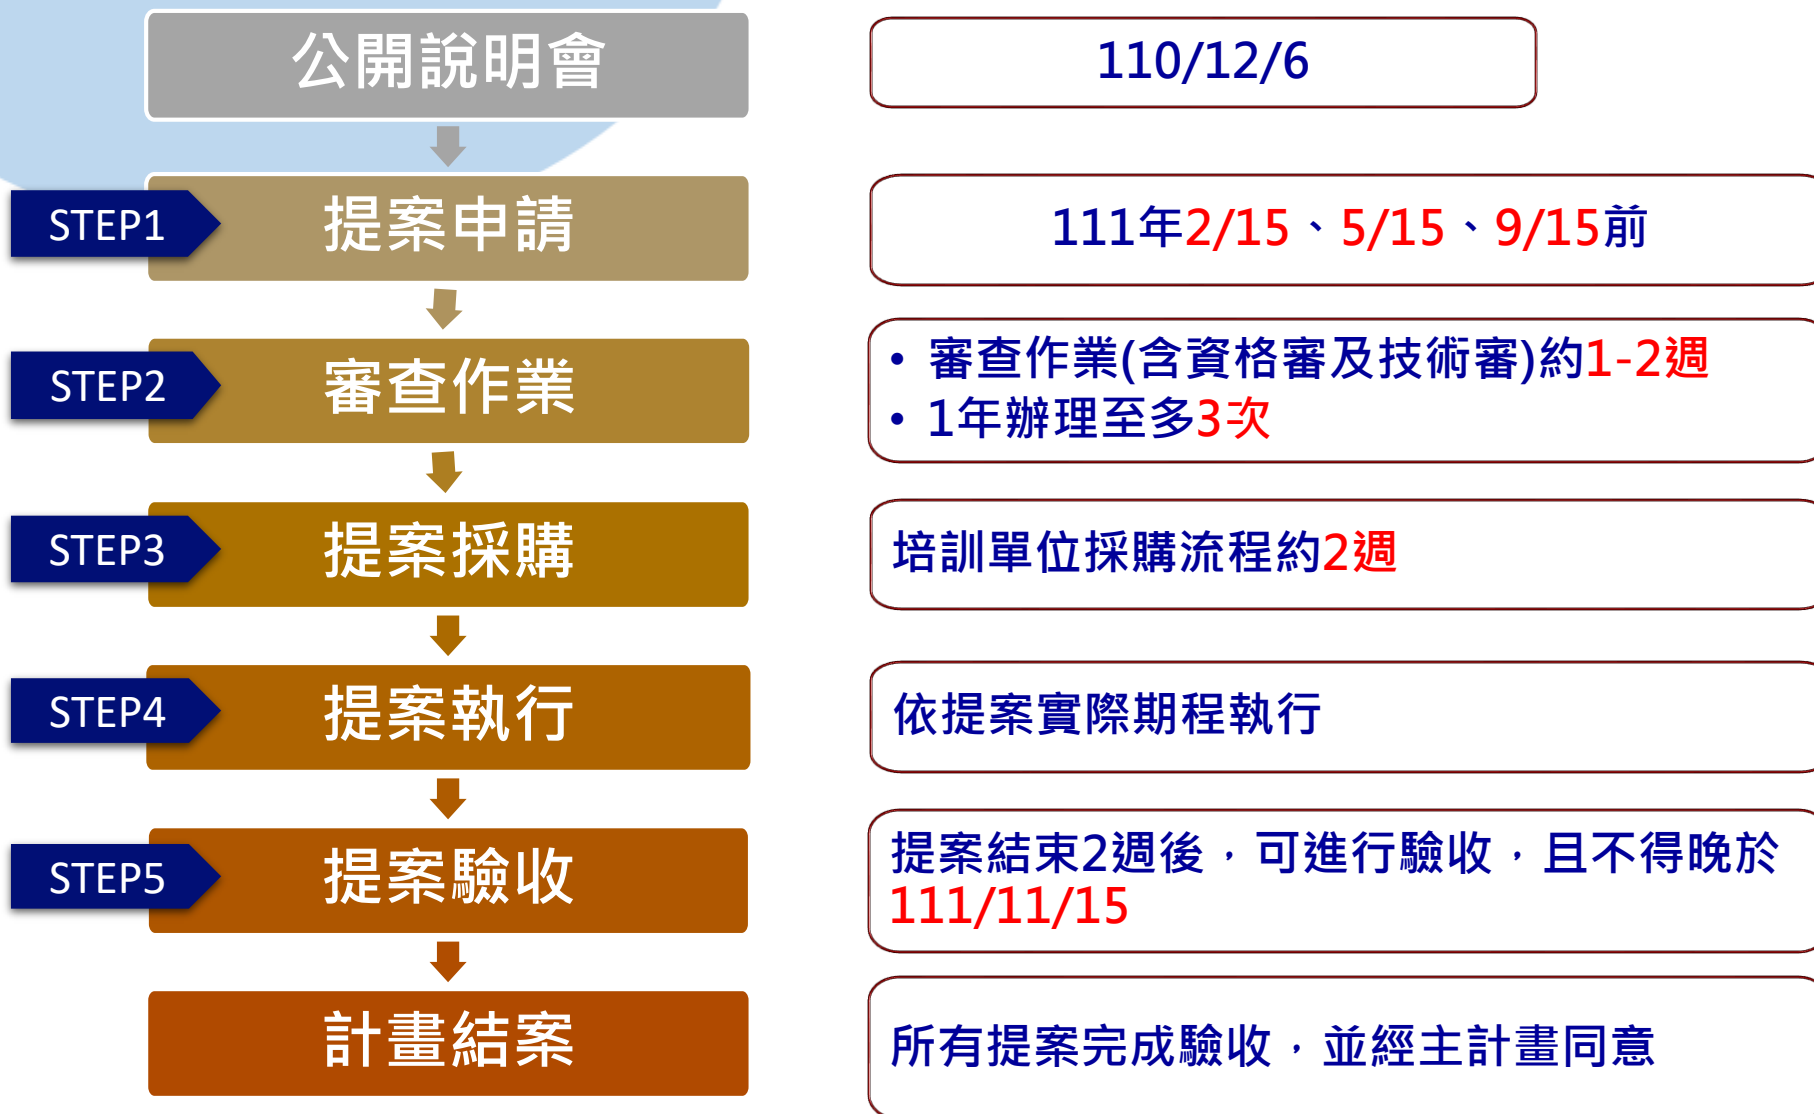 公開說明會
110/12/6
STEP1
提案申請
111年2/15、5/15、9/15前
STEP2
審查作業
• 審查作業(含資格審及技術審)約1-2週
• 1年辦理至多3次
STEP3
提案採購
培訓單位採購流程約2週
STEP4
提案執行
依提案實際期程執行
STEP5
提案驗收
提案結束2週後，可進行驗收，且不得晚於
111/11/15
計畫結案
所有提案完成驗收，並經主計畫同意